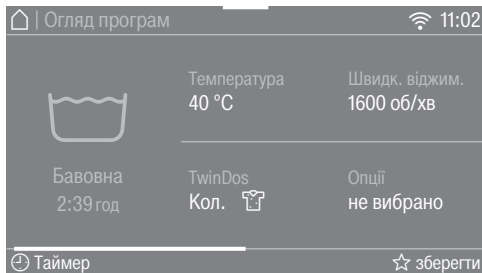 | Огляд програм 11:02
Температура Швидк. віджим.
40 °C 1600 об/хв
Бавовна TwinDos Опції
2:39 год Кол. не вибрано
Таймер зберегти